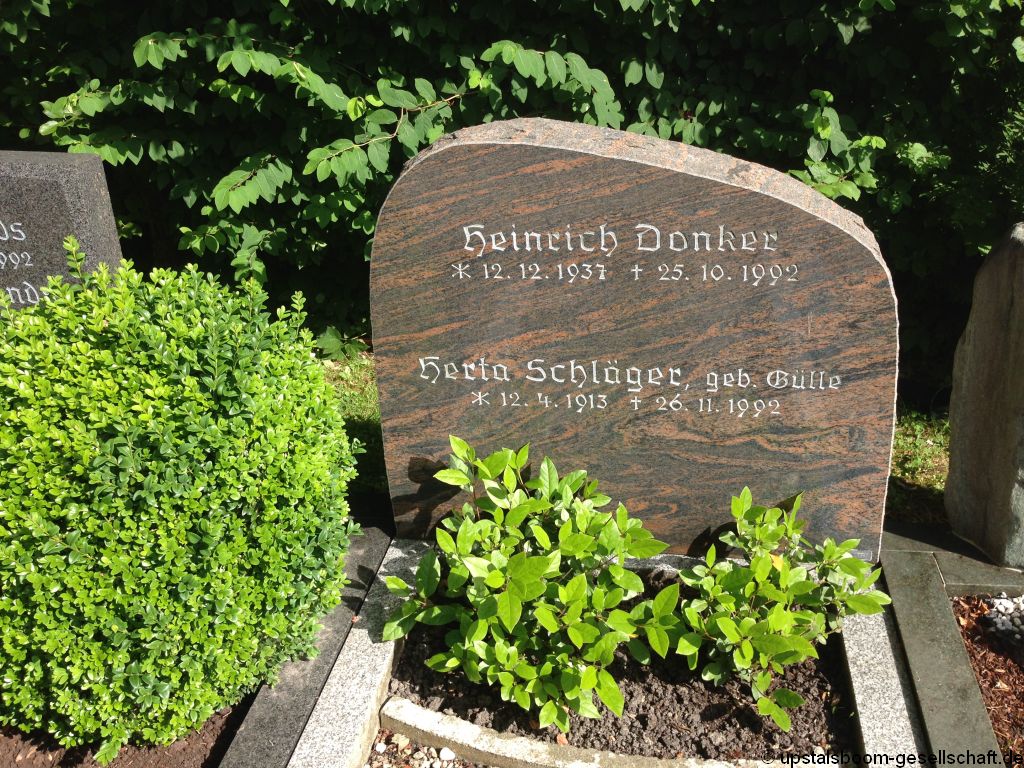 Heinrich Donker
* 12. 12. 1937 † 25. 10. 1992
Herta Schläger, geb. Gülle
* 12. 4. 1913 † 26. 11. 1992
1992
© upstalsboom-gesellschaft.de